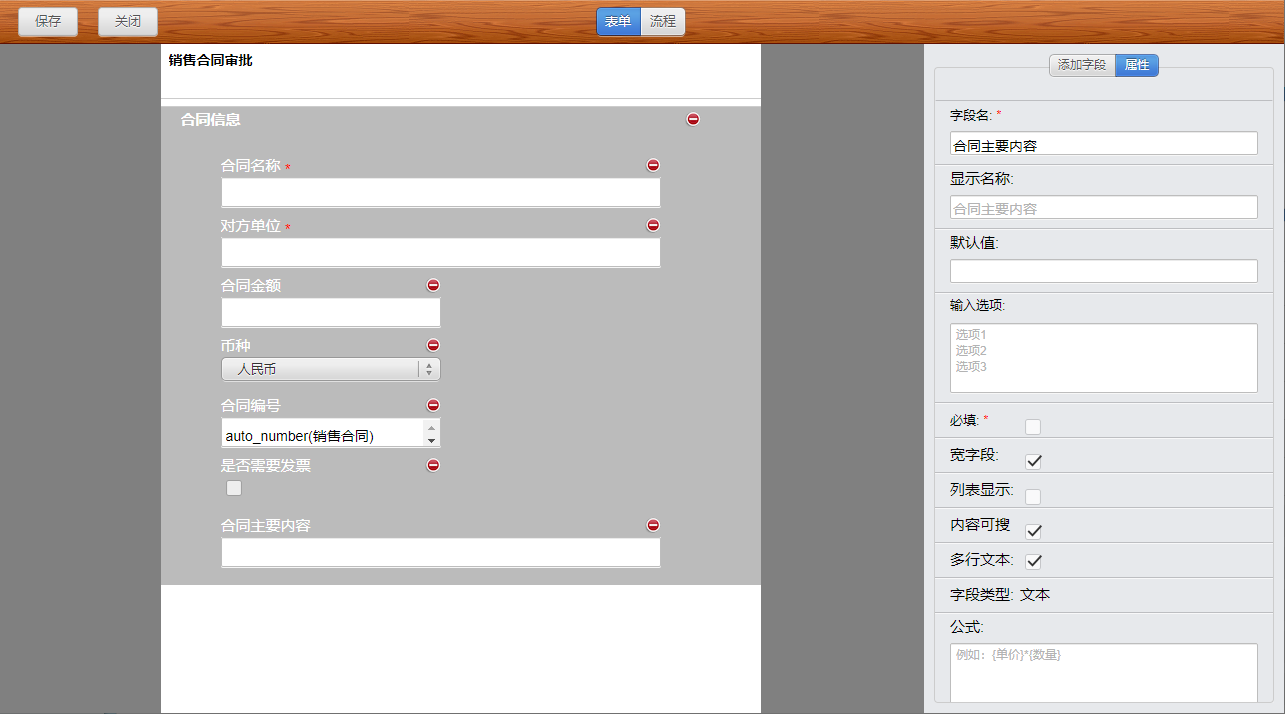 保存 关闭 表单 流程
销售合同审批
合同信息
合同名称 *
对方单位 *
合同金额
币种
人民币
合同编号
auto_number(销售合同)
是否需要发票
合同主要内容
添加字段 属性
字段名: *
合同主要内容
显示名称:
合同主要内容
默认值:
输入选项:
选项1
选项2
选项3
必填: *
宽字段:
列表显示:
内容可搜
多行文本:
字段类型: 文本
公式:
例如：{单价}*{数量}